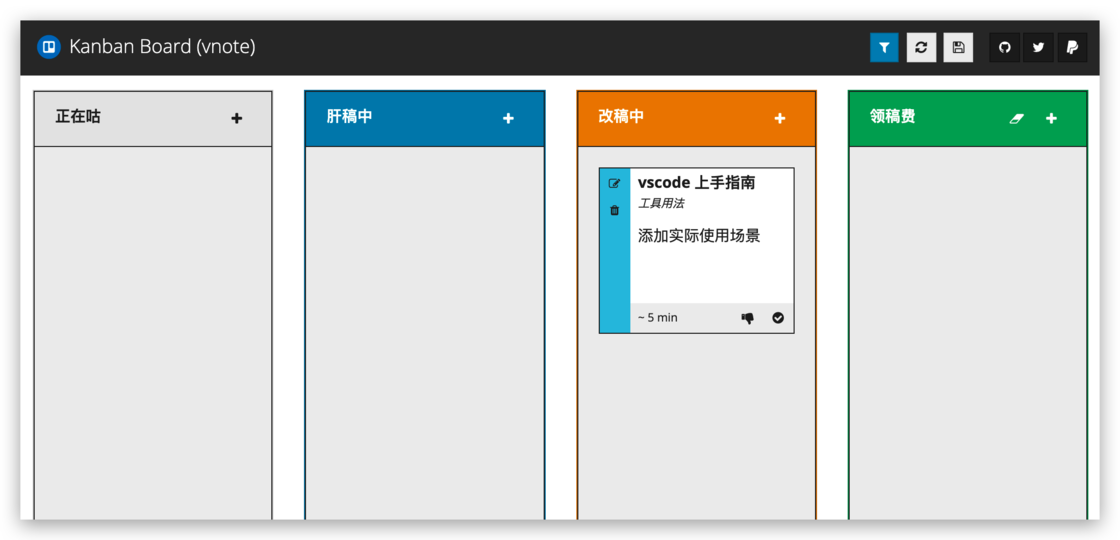 Kanban Board (vnote)
正在咕
肝稿中
改稿中
领稿费
vscode 上手指南
工具用法
添加实际使用场景
~ 5 min